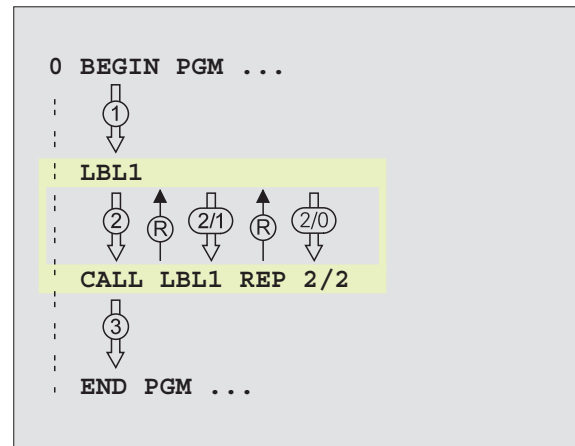 0 BEGIN PGM ...
1
LBL1
2 R 2/1 R 2/0
CALL LBL1 REP 2/2
3
END PGM ...